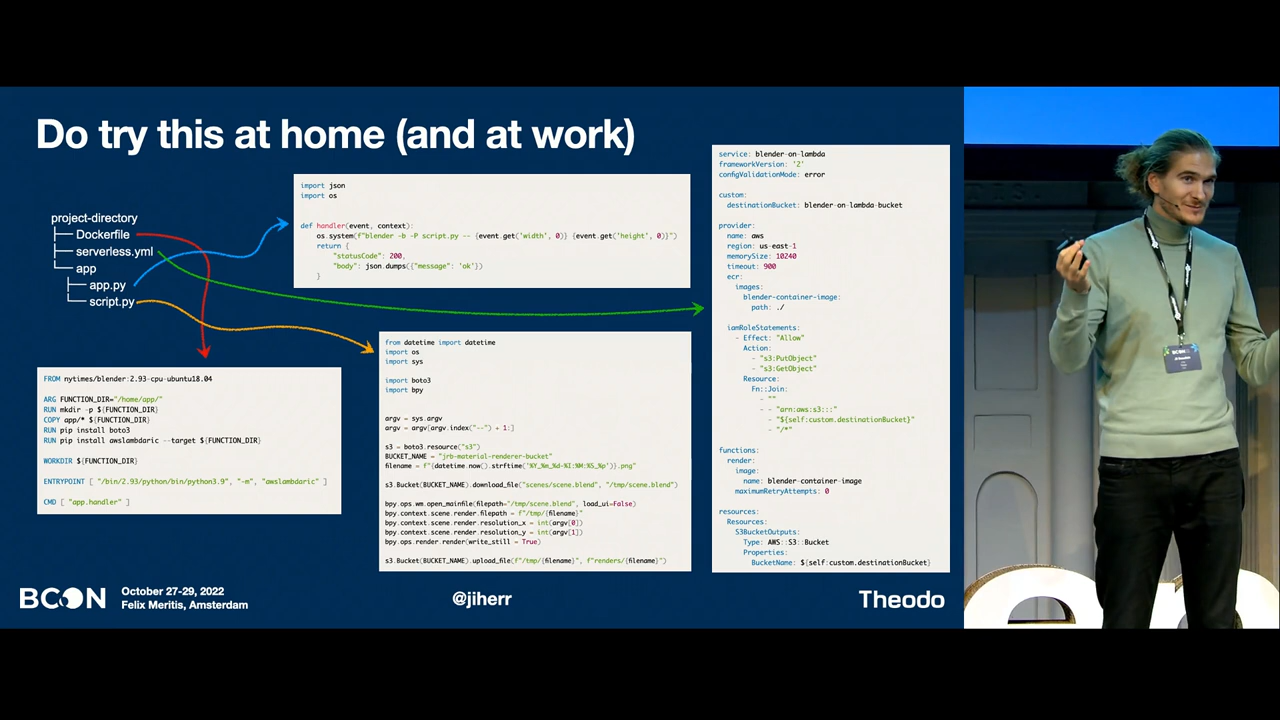 Do try this at home (and at work)
project-directory
├── Dockerfile
├── serverless.yml
└── app
├── app.py
└── script.py
import json
import os
def handler(event, context):
os.system(f"blender -b -P script.py -- {event.get('width', 0)} {event.get('height', 0)}")
return {
"statusCode": 200,
"body": json.dumps({"message": 'ok'})
}
FROM nytimes/blender:2.93-cpu-ubuntu18.04
ARG FUNCTION_DIR="/home/app/"
RUN mkdir -p ${FUNCTION_DIR}
COPY app/* ${FUNCTION_DIR}
RUN pip install boto3
RUN pip install awslambdaric --target ${FUNCTION_DIR}
WORKDIR ${FUNCTION_DIR}
ENTRYPOINT [ "/bin/2.93/python/bin/python3.9", "-m", "awslambdaric" ]
CMD [ "app.handler" ]
from datetime import datetime
import os
import sys
import boto3
import bpy
argv = sys.argv
argv = argv[argv.index("--") + 1:]
s3 = boto3.resource("s3")
BUCKET_NAME = "jrb-material-renderer-bucket"
filename = f"{datetime.now().strftime('%Y_%m_%d-%I:%M:%S_%p')}.png"
s3.Bucket(BUCKET_NAME).download_file("scenes/scene.blend", "/tmp/scene.blend")
bpy.ops.wm.open_mainfile(filepath="/tmp/scene.blend", load_ui=False)
bpy.context.scene.render.filepath = f"/tmp/{filename}"
bpy.context.scene.render.resolution_x = int(argv[0])
bpy.context.scene.render.resolution_y = int(argv[1])
bpy.ops.render.render(write_still = True)
s3.Bucket(BUCKET_NAME).upload_file(f"/tmp/{filename}", f"renders/{filename}")
service: blender-on-lambda
frameworkVersion: '2'
configValidationMode: error
custom:
destinationBucket: blender-on-lambda-bucket
provider:
name: aws
region: us-east-1
memorySize: 10240
timeout: 900
ecr:
images:
blender-container-image:
path: ./
iamRoleStatements:
- Effect: "Allow"
Action:
- "s3:PutObject"
- "s3:GetObject"
Resource:
Fn::Join:
- ""
- - "arn:aws:s3:::"
- "${self:custom.destinationBucket}"
- "/*"
functions:
render:
image:
name: blender-container-image
maximumRetryAttempts: 0
resources:
Resources:
S3BucketOutputs:
Type: AWS::S3::Bucket
Properties:
BucketName: ${self:custom.destinationBucket}
BCON
October 27-29, 2022
Felix Meritis, Amsterdam
@jiherr
Theodo
BCON